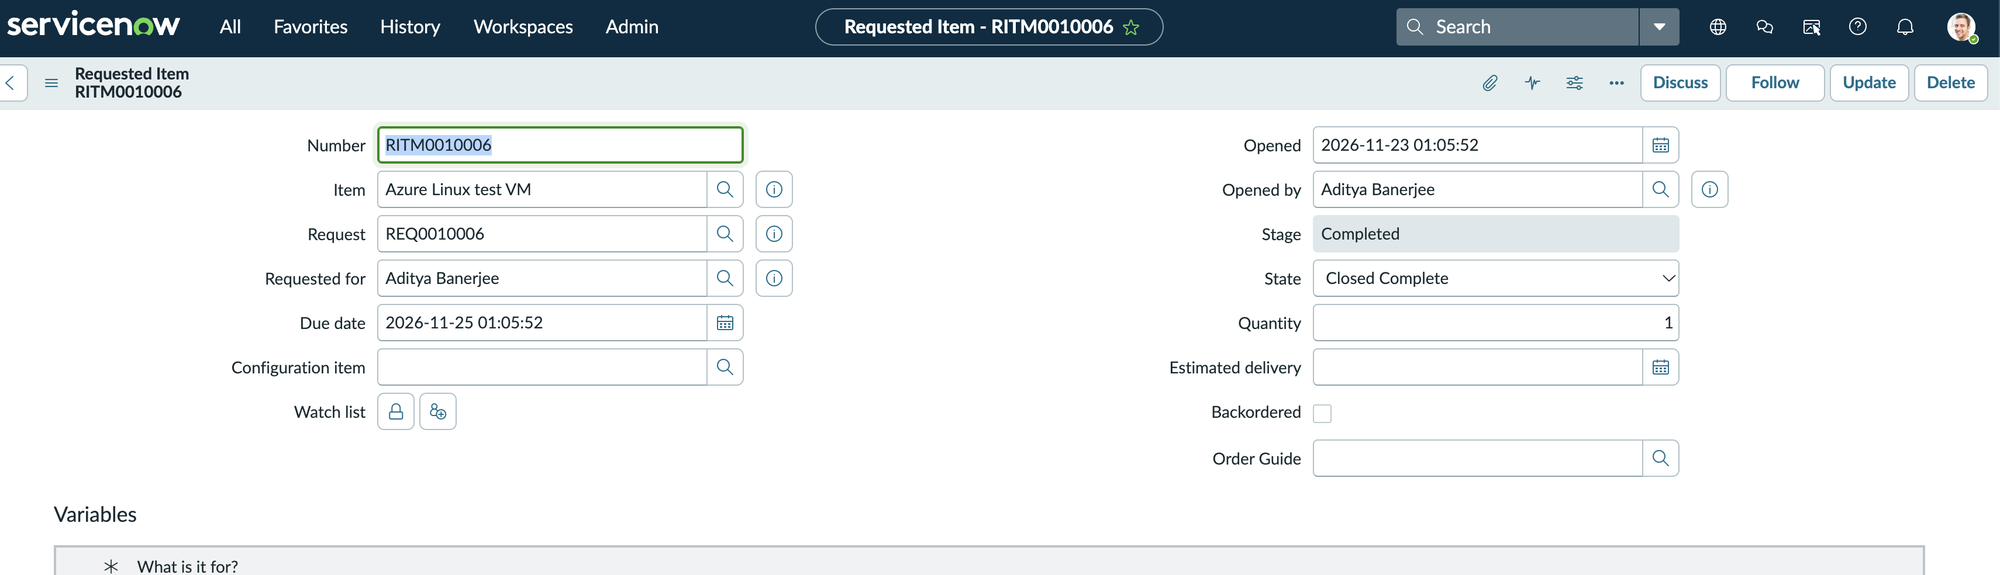 servicenow
All
Favorites
History
Workspaces
Admin
Requested Item - RITM0010006
Search
Requested Item
RITM0010006
Discuss
Follow
Update
Delete
Number
RITM0010006
Item
Azure Linux test VM
Request
REQ0010006
Requested for
Aditya Banerjee
Due date
2026-11-25 01:05:52
Configuration item
Watch list
Opened
2026-11-23 01:05:52
Opened by
Aditya Banerjee
Stage
Completed
State
Closed Complete
Quantity
1
Estimated delivery
Backordered
Order Guide
Variables
What is it for?